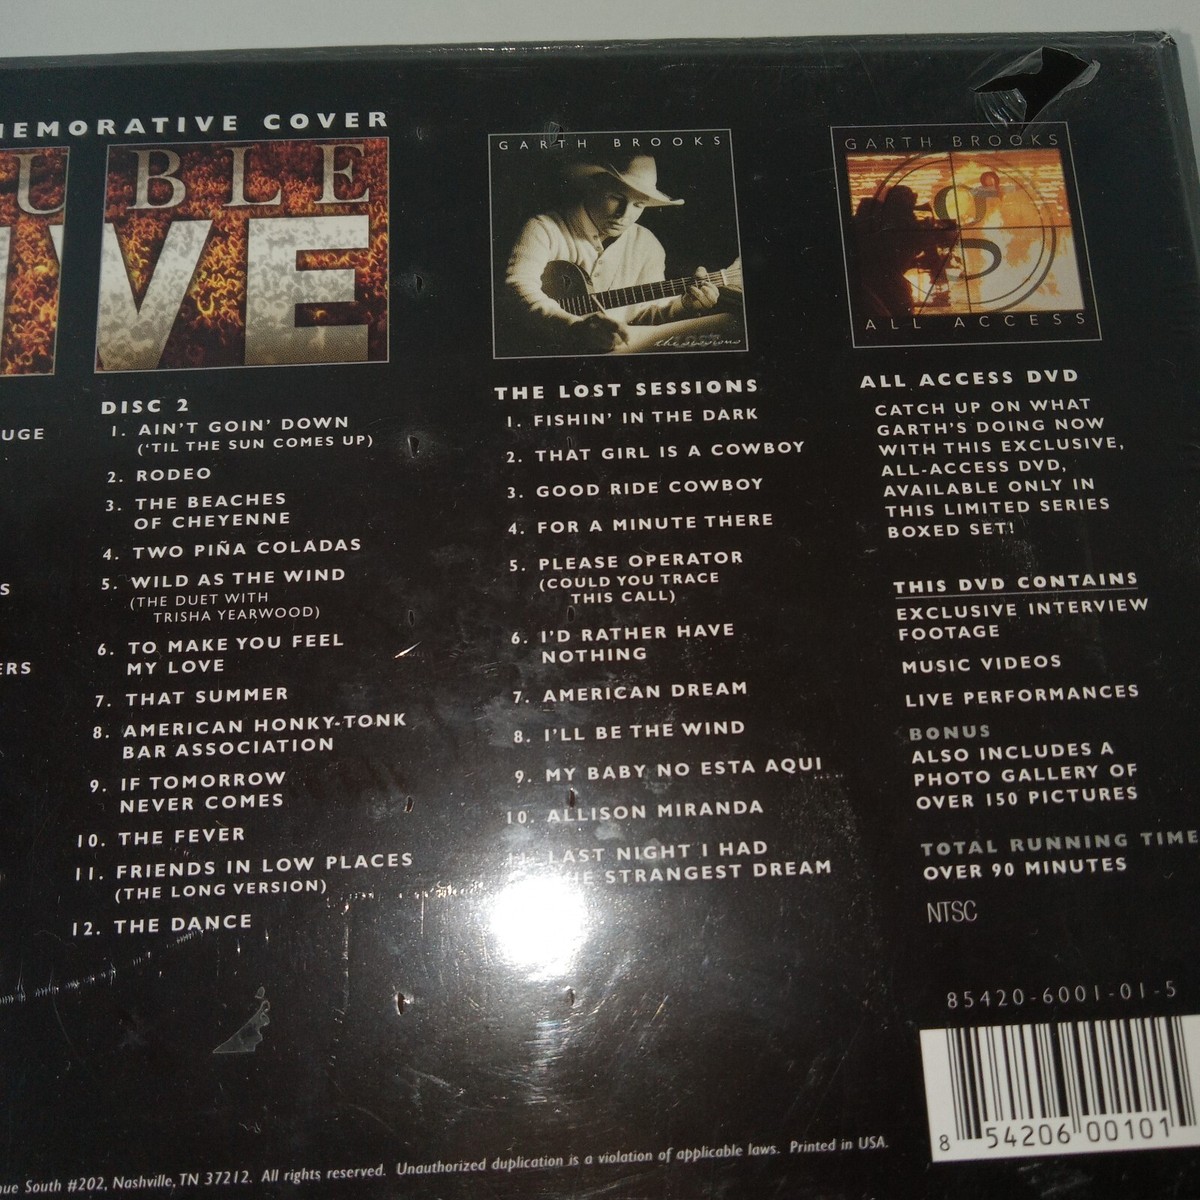 MEMORATIVE COVER
UBLE
IVE
UGE
S
ERS
DISC 2
1. AIN'T GOIN' DOWN
('TIL THE SUN COMES UP)
2. RODEO
3. THE BEACHES
OF CHEYENNE
4. TWO PIÑA COLADAS
5. WILD AS THE WIND
(THE DUET WITH
TRISHA YEARWOOD)
6. TO MAKE YOU FEEL
MY LOVE
7. THAT SUMMER
8. AMERICAN HONKY-TONK
BAR ASSOCIATION
9. IF TOMORROW
NEVER COMES
10. THE FEVER
11. FRIENDS IN LOW PLACES
(THE LONG VERSION)
12. THE DANCE
GARTH BROOKS
THE LOST SESSIONS
1. FISHIN' IN THE DARK
2. THAT GIRL IS A COWBOY
3. GOOD RIDE COWBOY
4. FOR A MINUTE THERE
5. PLEASE OPERATOR
(COULD YOU TRACE
THIS CALL)
6. I'D RATHER HAVE
NOTHING
7. AMERICAN DREAM
8. I'LL BE THE WIND
9. MY BABY NO ESTA AQUI
10. ALLISON MIRANDA
11. LAST NIGHT I HAD
THE STRANGEST DREAM
GARTH BROOKS
g
ALL ACCESS
ALL ACCESS DVD
CATCH UP ON WHAT
GARTH'S DOING NOW
WITH THIS EXCLUSIVE,
ALL-ACCESS DVD,
AVAILABLE ONLY IN
THIS LIMITED SERIES
BOXED SET!
THIS DVD CONTAINS
EXCLUSIVE INTERVIEW
FOOTAGE
MUSIC VIDEOS
LIVE PERFORMANCES
BONUS
ALSO INCLUDES A
PHOTO GALLERY OF
OVER 150 PICTURES
TOTAL RUNNING TIME
OVER 90 MINUTES
NTSC
85420-6001-01-5
8 54206 00101
nue South #202, Nashville, TN 37212. All rights reserved. Unauthorized duplication is a violation of applicable laws. Printed in USA.